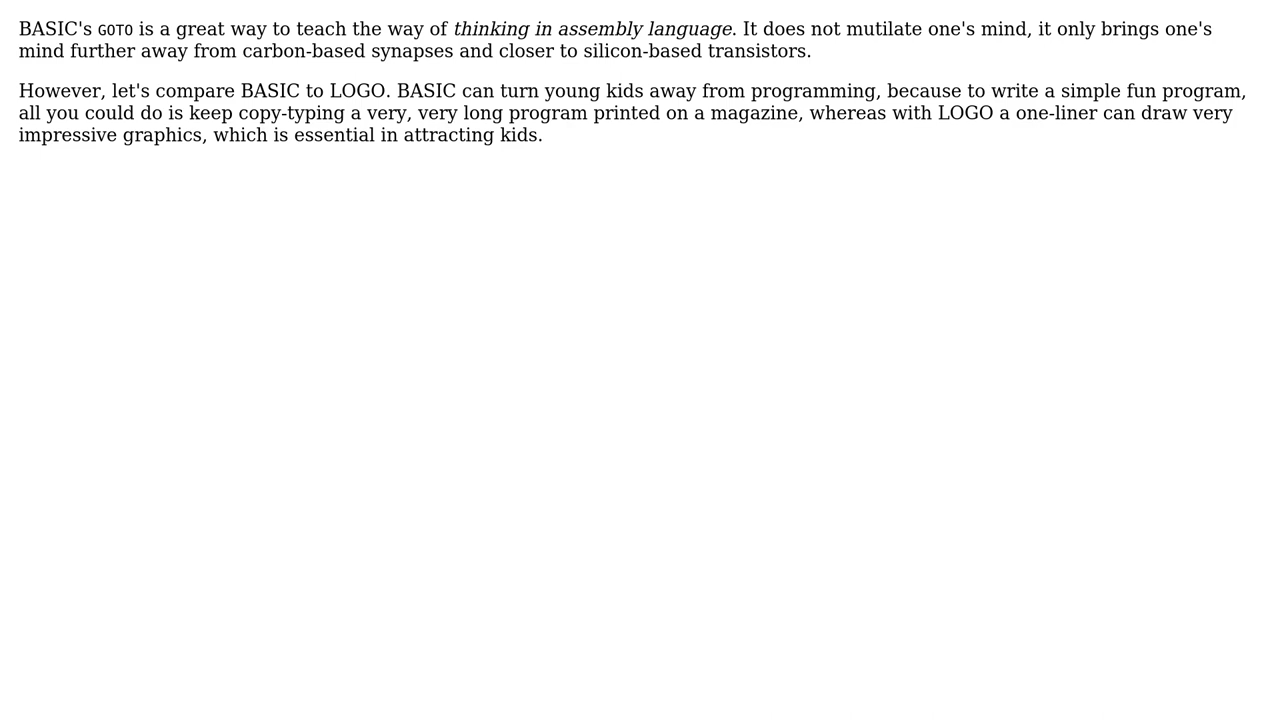 BASIC's GOTO is a great way to teach the way of thinking in assembly language. It does not mutilate one's mind, it only brings one's
mind further away from carbon-based synapses and closer to silicon-based transistors.
However, let's compare BASIC to LOGO. BASIC can turn young kids away from programming, because to write a simple fun program,
all you could do is keep copy-typing a very, very long program printed on a magazine, whereas with LOGO a one-liner can draw very
impressive graphics, which is essential in attracting kids.